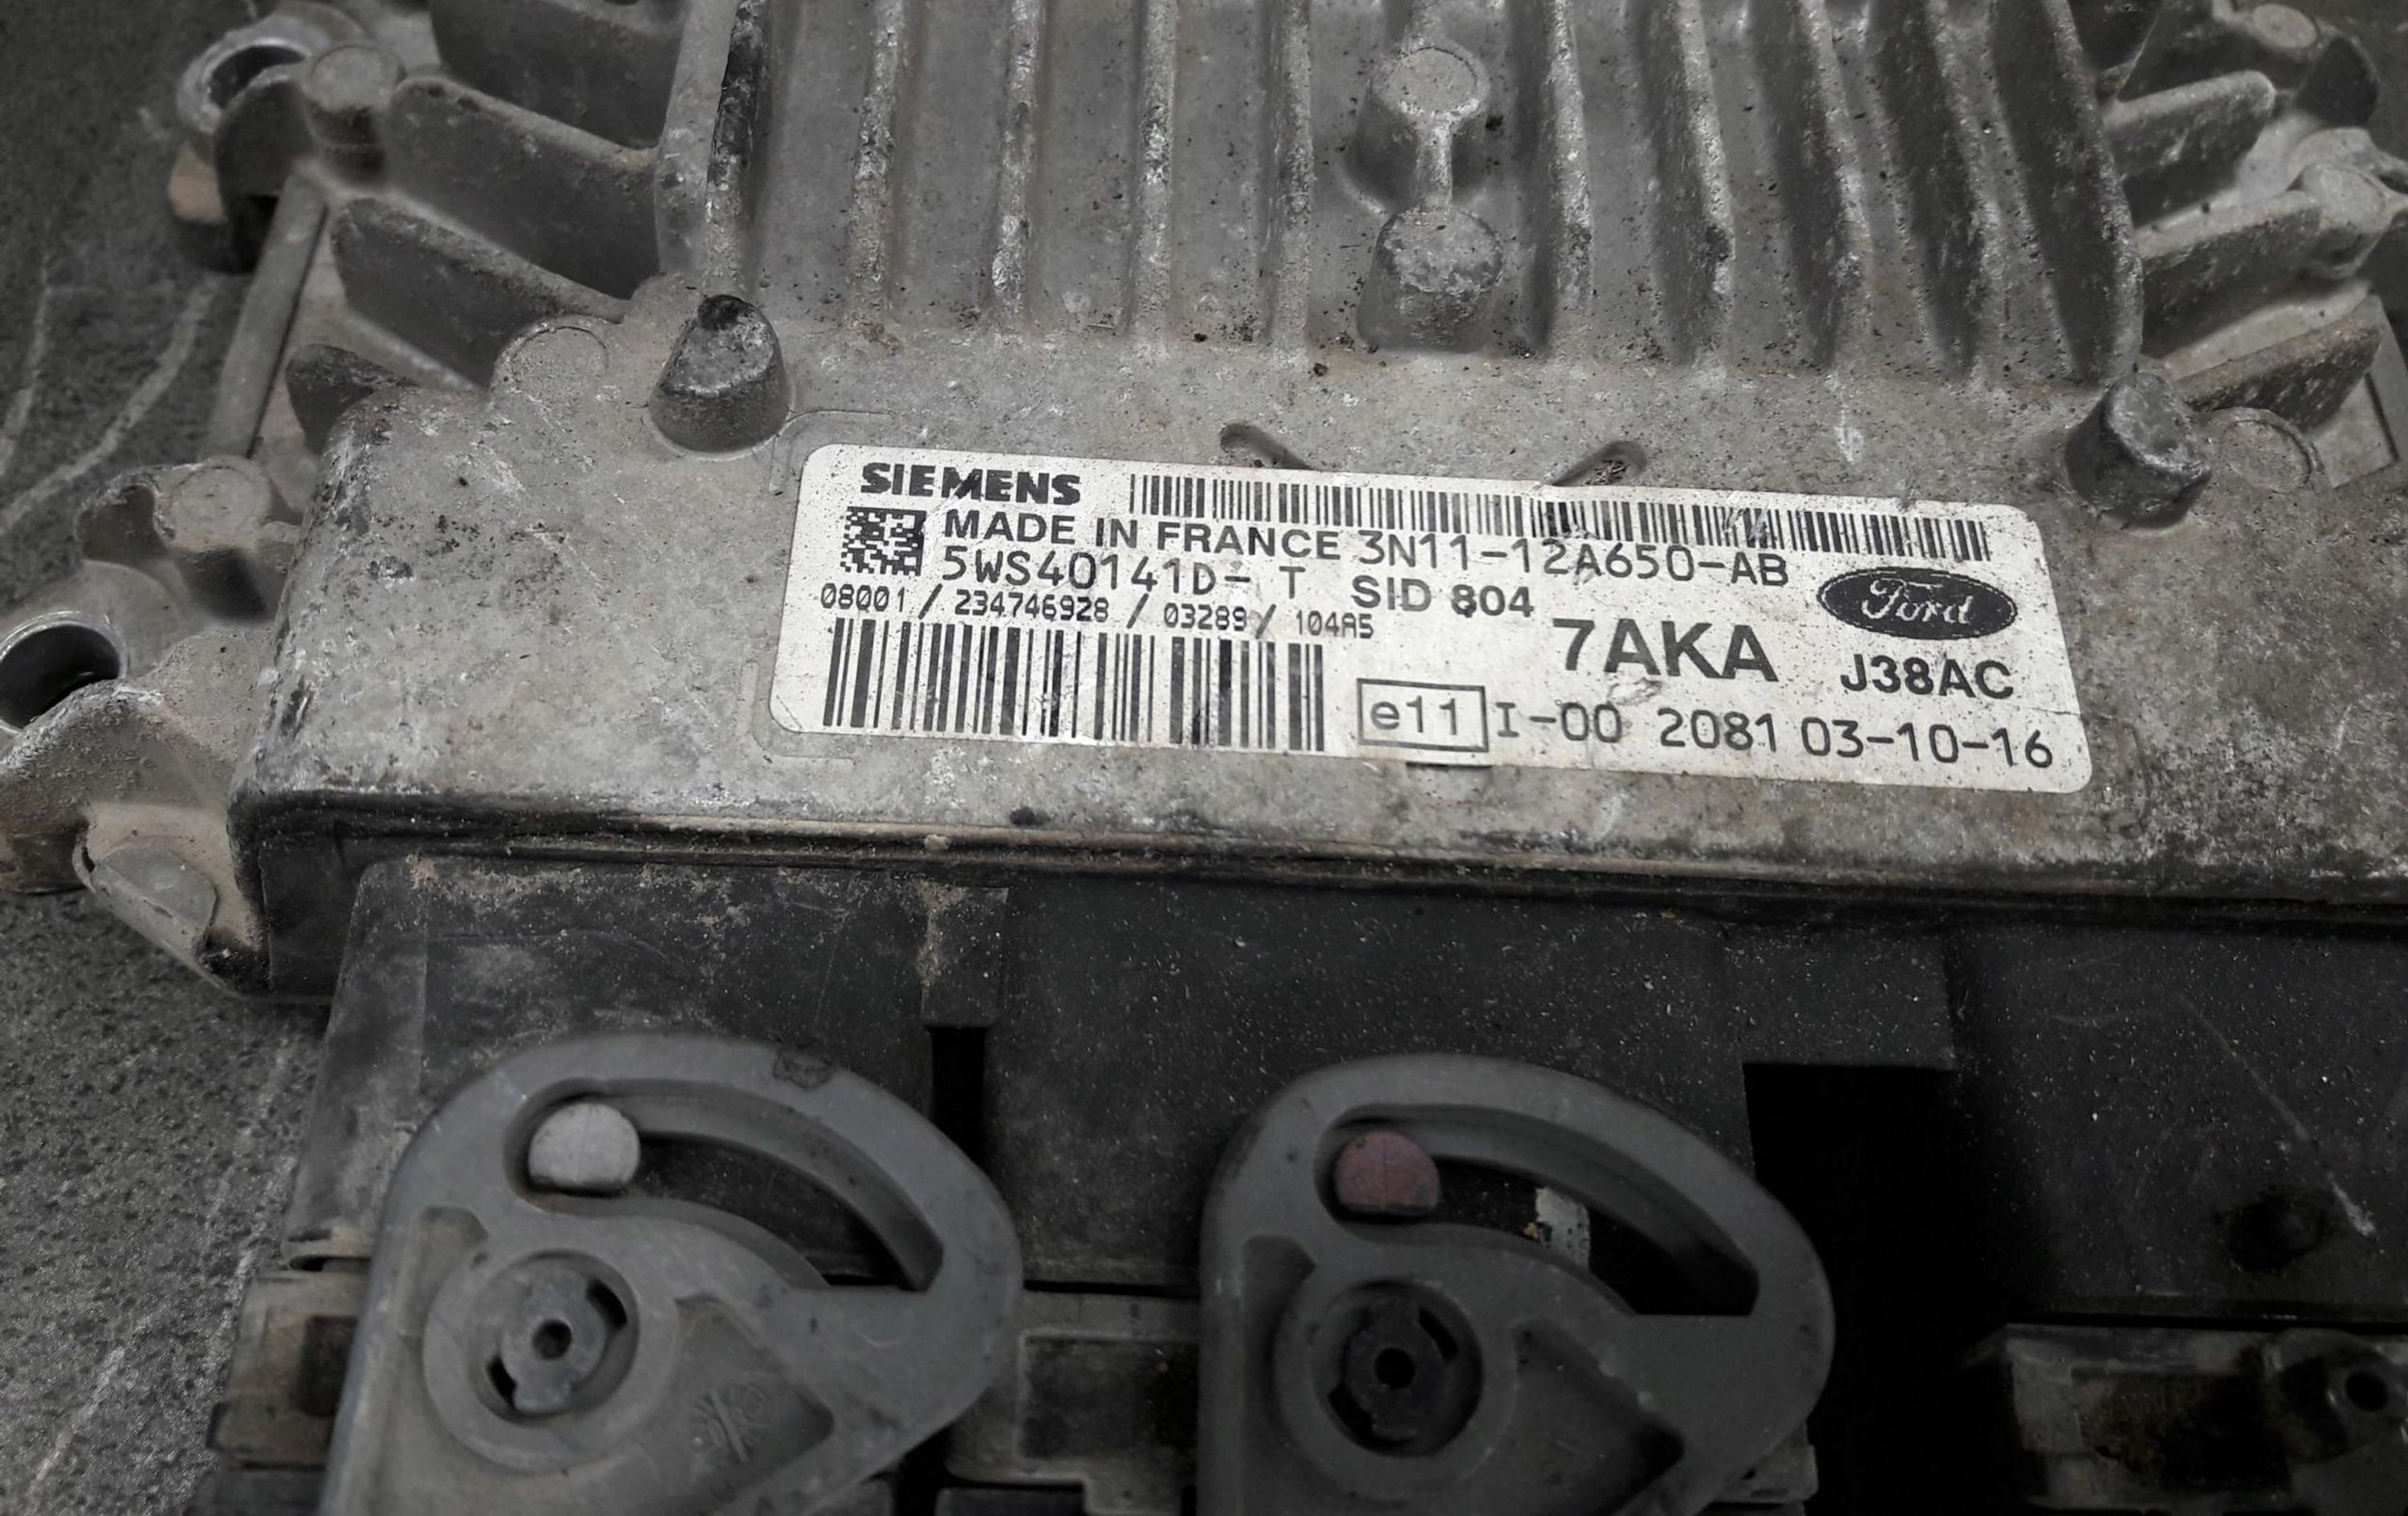 SIEMENS
MADE IN FRANCE 3N11-12A650-AB
5WS40141D- T SID 804
08001 / 234746928 / 03289 / 104A5
Ford
7AKA J38AC
e11 I-00 2081 03-10-16